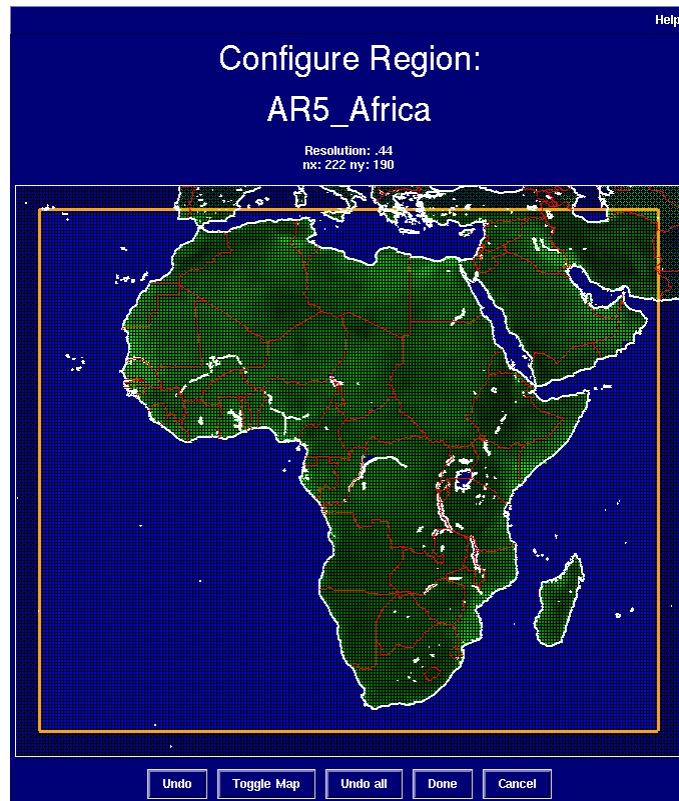 Help
Configure Region:
AR5_Africa
Resolution: .44
nx: 222 ny: 190
Undo Toggle Map Undo all Done Cancel